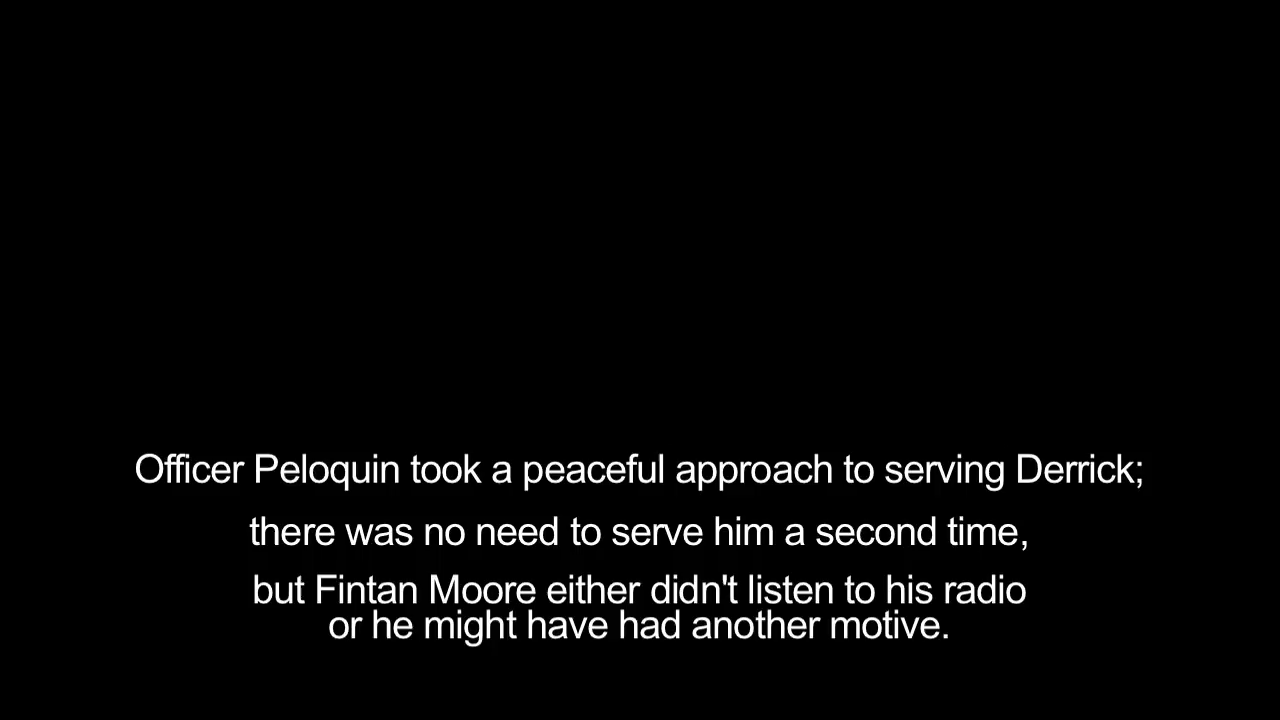 Officer Peloquin took a peaceful approach to serving Derrick;
there was no need to serve him a second time,
but Fintan Moore either didn't listen to his radio
or he might have had another motive.